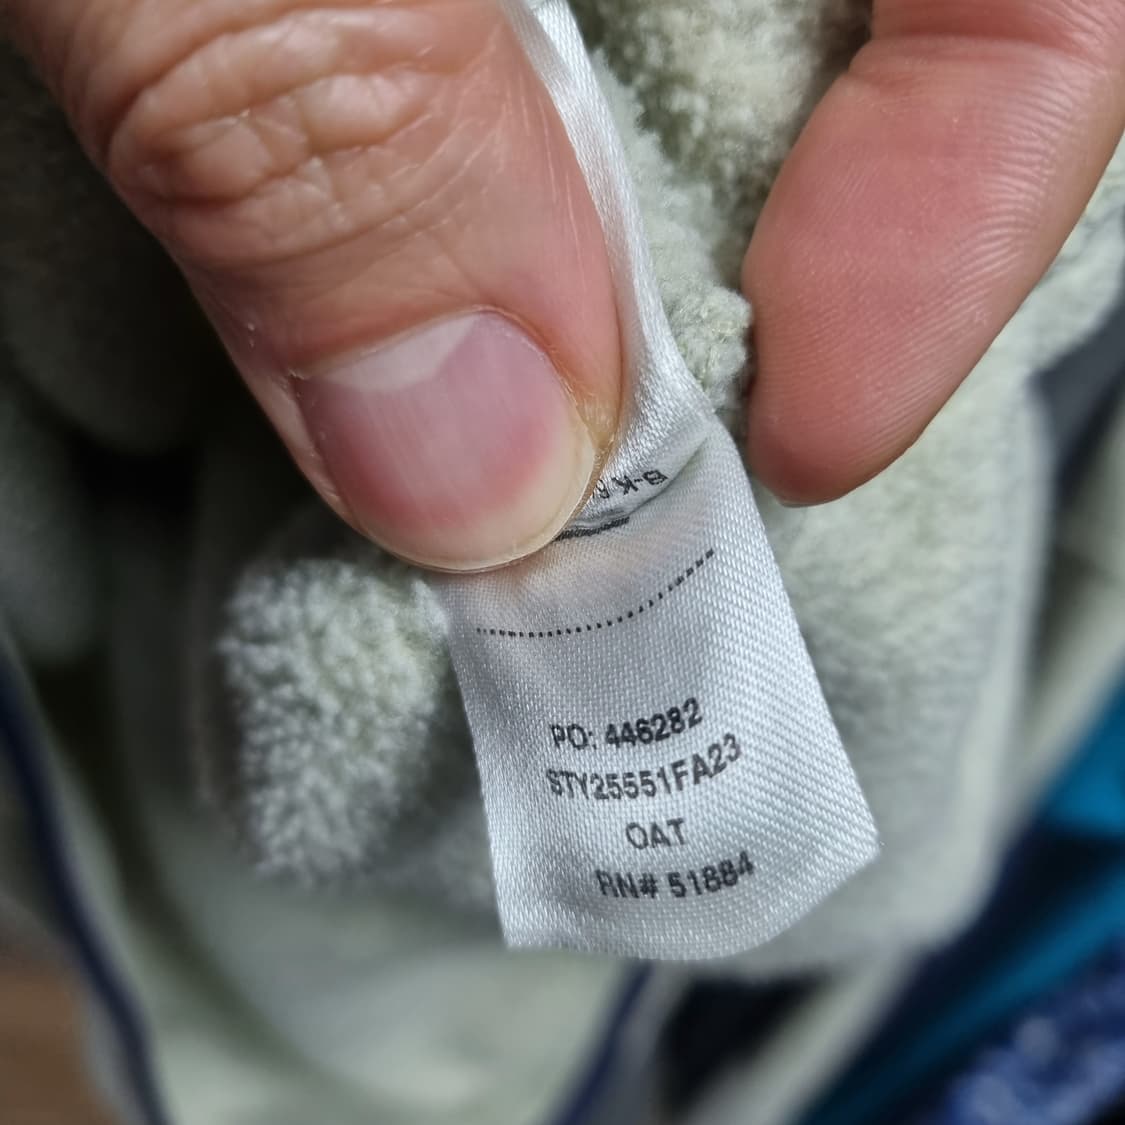 PO: 446282
STY25551FA23
OAT
RN# 51884